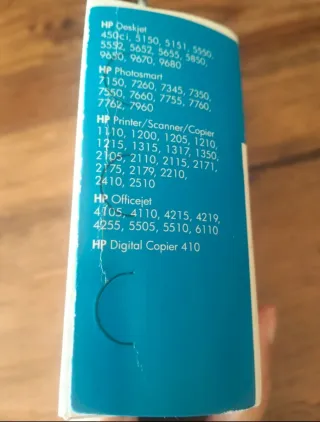 HP Deskjet
450ci, 5150, 5151, 5550,
5552, 5652, 5655, 5850,
9650, 9670, 9680
HP Photosmart
7150, 7260, 7345, 7350,
7550, 7660, 7755, 7760,
7762, 7960
HP Printer/Scanner/Copier
1110, 1200, 1205, 1210,
1215, 1315, 1317, 1350,
2105, 2110, 2115, 2171,
2175, 2179, 2210,
2410, 2510
HP Officejet
4105, 4110, 4215, 4219,
4255, 5505, 5510, 6110
HP Digital Copier 410